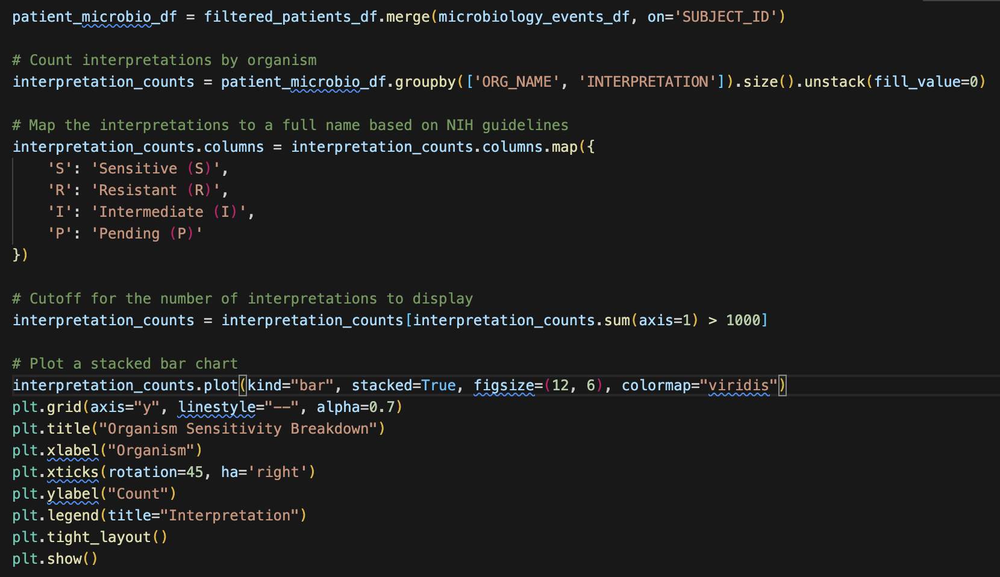 patient_microbio_df = filtered_patients_df.merge(microbiology_events_df, on='SUBJECT_ID')

# Count interpretations by organism
interpretation_counts = patient_microbio_df.groupby(['ORG_NAME', 'INTERPRETATION']).size().unstack(fill_value=0)

# Map the interpretations to a full name based on NIH guidelines
interpretation_counts.columns = interpretation_counts.columns.map({
    'S': 'Sensitive (S)',
    'R': 'Resistant (R)',
    'I': 'Intermediate (I)',
    'P': 'Pending (P)'
})

# Cutoff for the number of interpretations to display
interpretation_counts = interpretation_counts[interpretation_counts.sum(axis=1) > 1000]

# Plot a stacked bar chart
interpretation_counts.plot(kind="bar", stacked=True, figsize=(12, 6), colormap="viridis")
plt.grid(axis="y", linestyle="--", alpha=0.7)
plt.title("Organism Sensitivity Breakdown")
plt.xlabel("Organism")
plt.xticks(rotation=45, ha='right')
plt.ylabel("Count")
plt.legend(title="Interpretation")
plt.tight_layout()
plt.show()